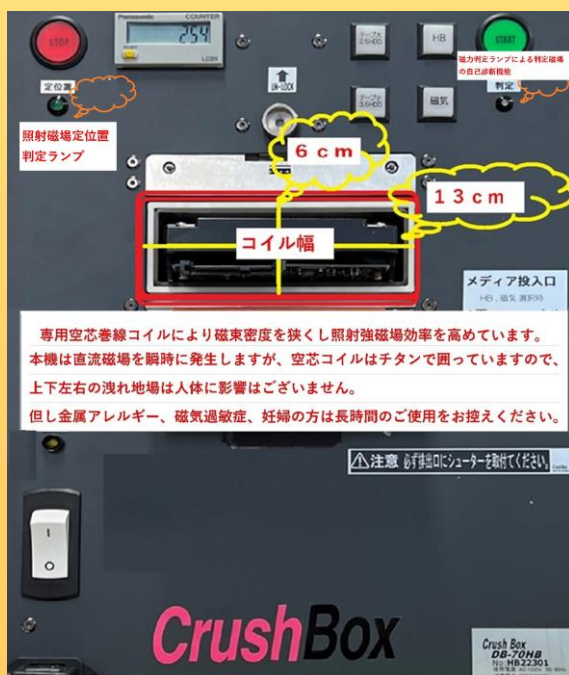 STOP
Panasonic COUNTER
254
RESET
LC2H
テープ大
2.5HDD
HB
START
磁力判定ランプによる判定磁場
の自己診断機能
定位置
UN-LOCK
テープ小
3.5HDD
磁気
判定
照射磁場定位置
判定ランプ
6cm
13cm
コイル幅
メディア投入口
HB、磁気 選択時
専用空芯巻線コイルにより磁束密度を狭くし照射強磁場効率を高めています。
本機は直流磁場を瞬時に発生しますが、空芯コイルはチタンで囲っていますので、
上下左右の洩れ地場は人体に影響はございません。
但し金属アレルギー、磁気過敏症、妊婦の方は長時間のご使用をお控えください。
注意 必ず排出口にシューターを取付てください。
CrushBox
Crush Box
DB-70HB
No:HB22301